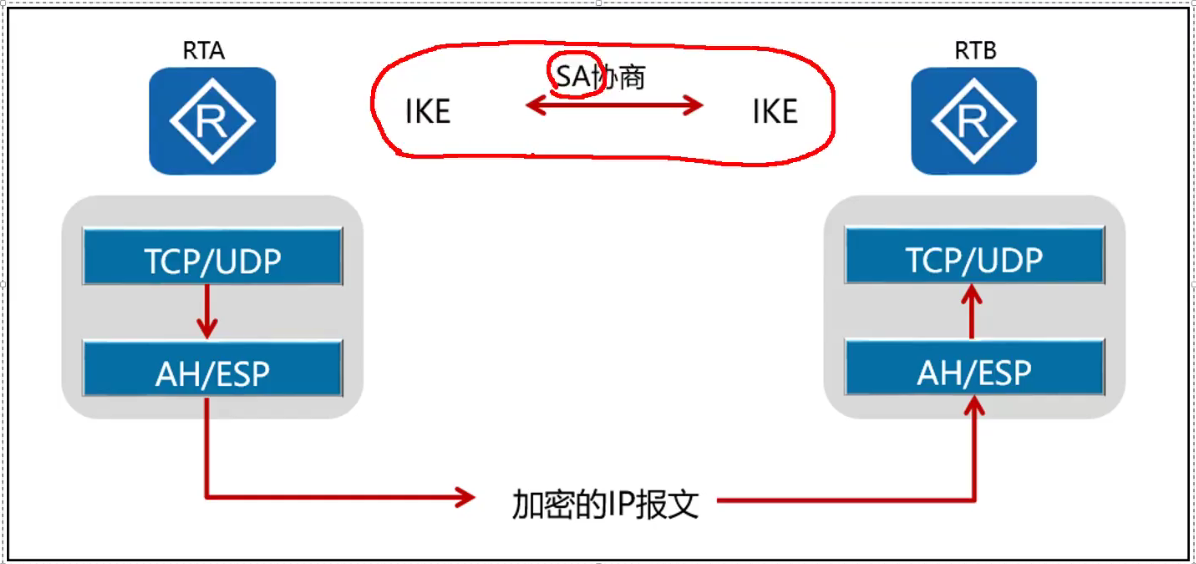 RTA
RTB
SA协商
IKE
IKE
R
R
TCP/UDP
TCP/UDP
AH/ESP
AH/ESP
加密的IP报文